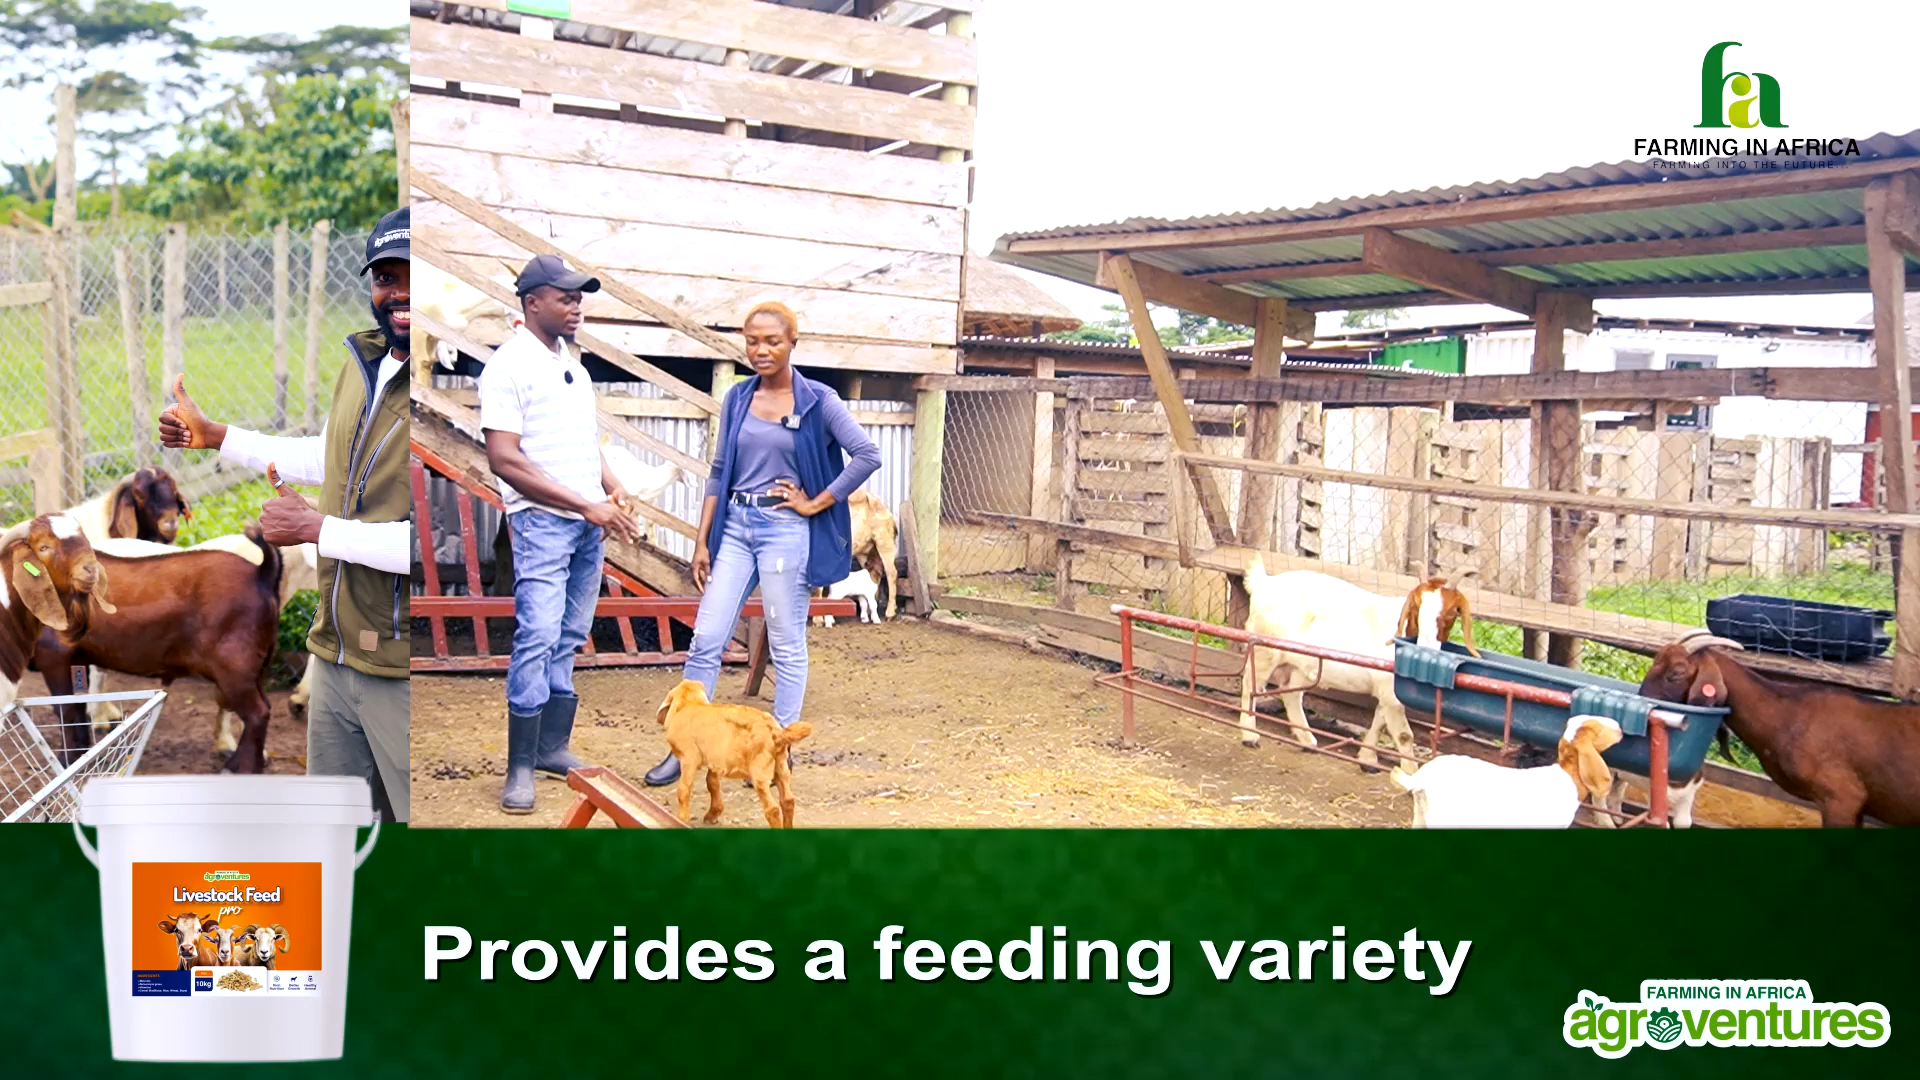 fa
FARMING IN AFRICA
FARMING INTO THE FUTURE...
agroventures
Livestock Feed
pro
10kg
Provides a feeding variety
FARMING IN AFRICA
agroventures